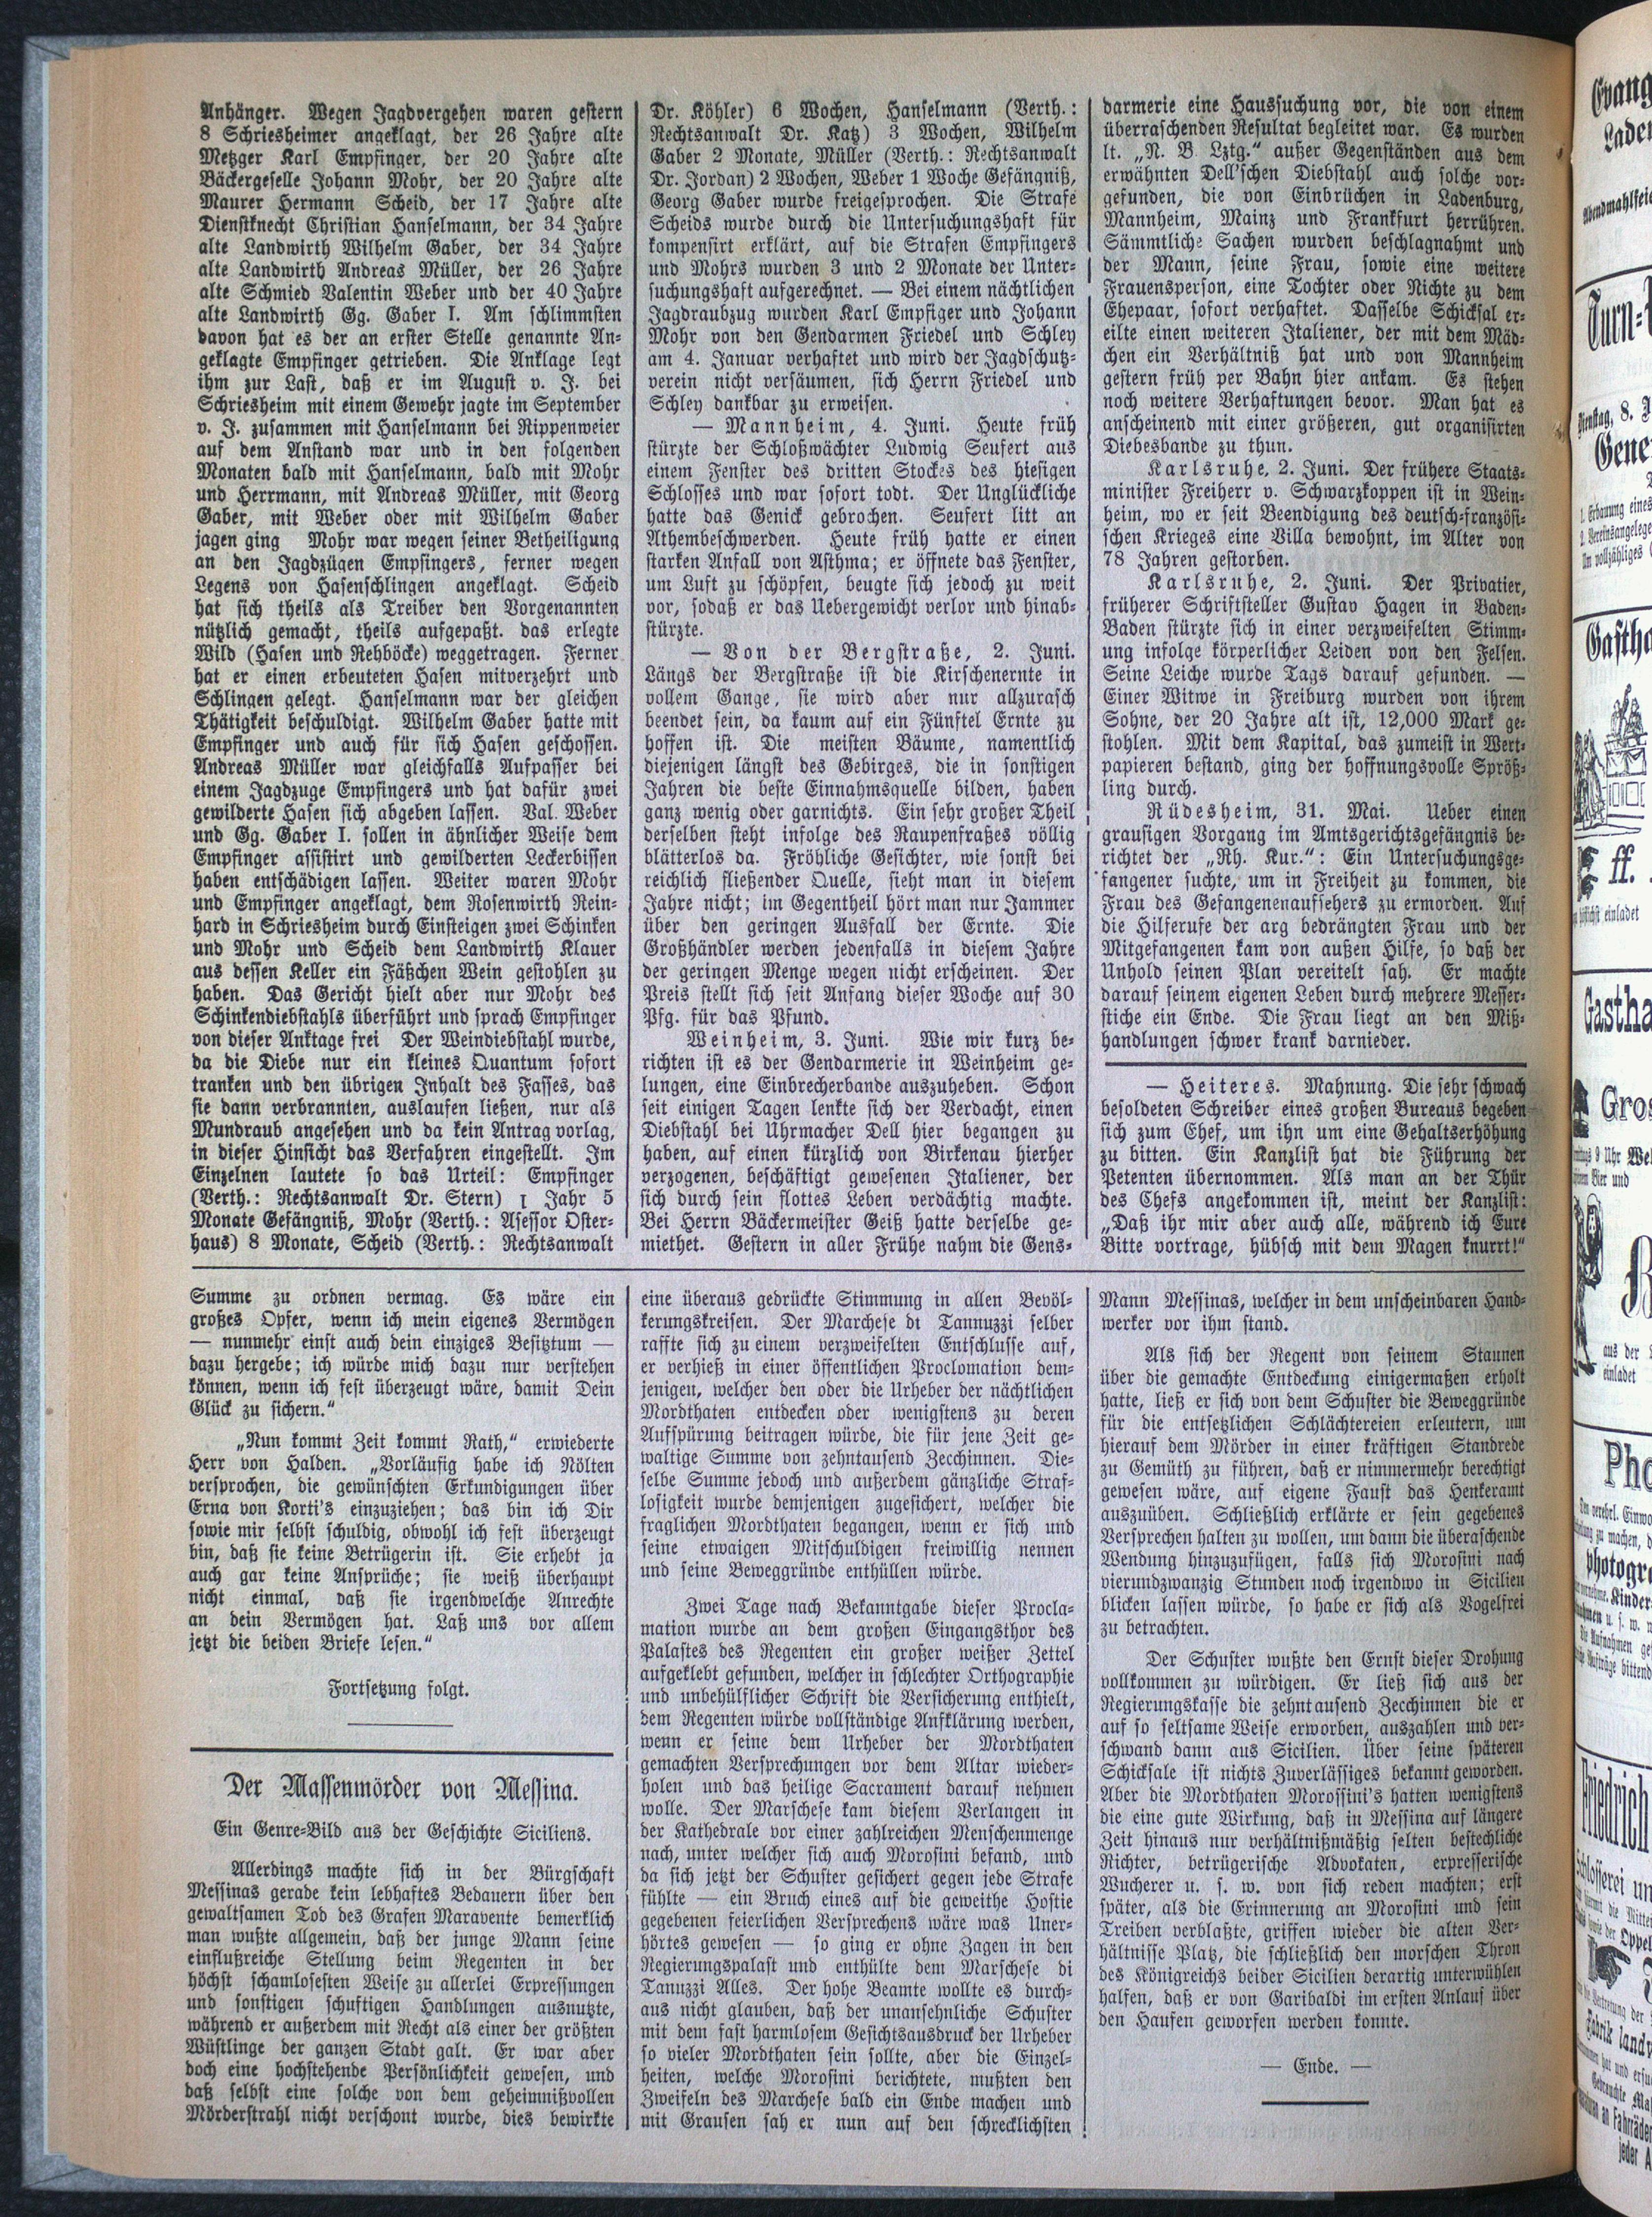 Anhänger. Wegen Jagdvergehen waren gestern
8 Schriesheimer angeklagt, der 26 Jahre alte
Metzger Karl Empfinger, der 20 Jahre alte
Bäckergeselle Johann Mohr, der 20 Jahre alte
Maurer Hermann Scheid, der 17 Jahre alte
Dienstknecht Christian Hanselmann, der 34 Jahre
alte Landwirth Wilhelm Gaber, der 34 Jahre
alte Landwirth Andreas Müller, der 26 Jahre
alte Schmied Valentin Weber und der 40 Jahre
alte Landwirth Gg. Gaber I. Am schlimmsten
davon hat es der an erster Stelle genannte An-
geklagte Empfinger getrieben. Die Anklage legt
ihm zur Last, daß er im August v. J. bei
Schriesheim mit einem Gewehr jagte im September
v. J. zusammen mit Hanselmann bei Rippenweier
auf dem Anstand war und in den folgenden
Monaten bald mit Hanselmann, bald mit Mohr
und Herrmann, mit Andreas Müller, mit Georg
Gaber, mit Weber oder mit Wilhelm Gaber
jagen ging Mohr war wegen seiner Betheiligung
an den Jagdzügen Empfingers, ferner wegen
Legens von Hasenschlingen angeklagt. Scheid
hat sich theils als Treiber den Vorgenannten
nützlich gemacht, theils aufgepaßt. das erlegte
Wild (Hasen und Rehböcke) weggetragen. Ferner
hat er einen erbeuteten Hasen mitverzehrt und
Schlingen gelegt. Hanselmann war der gleichen
Thätigkeit beschuldigt. Wilhelm Gaber hatte mit
Empfinger und auch für sich Hasen geschossen.
Andreas Müller war gleichfalls Aufpasser bei
einem Jagdzuge Empfingers und hat dafür zwei
gewilderte Hasen sich abgeben lassen. Val. Weber
und Gg. Gaber I. sollen in ähnlicher Weise dem
Empfinger assistirt und gewilderten Leckerbissen
haben entschädigen lassen. Weiter waren Mohr
und Empfinger angeklagt, dem Rosenwirth Rein-
hard in Schriesheim durch Einsteigen zwei Schinken
und Mohr und Scheid dem Landwirth Klauer
aus dessen Keller ein Fäßchen Wein gestohlen zu
haben. Das Gericht hielt aber nur Mohr des
Schinkendiebstahls überführt und sprach Empfinger
von dieser Anktage frei Der Weindiebstahl wurde,
da die Diebe nur ein kleines Quantum sofort
tranken und den übrigen Inhalt des Fasses, das
sie dann verbrannten, auslaufen ließen, nur als
Mundraub angesehen und da kein Antrag vorlag,
in dieser Hinsicht das Verfahren eingestellt. Im
Einzelnen lautete so das Urteil: Empfinger
(Verth.: Rechtsanwalt Dr. Stern) 1 Jahr 5
Monate Gefängniß, Mohr (Verth.: Asessor Oster-
haus) 8 Monate, Scheid (Verth.: Rechtsanwalt
Dr. Köhler) 6 Wochen, Hanselmann (Verth.:
Rechtsanwalt Dr. Katz) 3 Wochen, Wilhelm
Gaber 2 Monate, Müller (Verth.: Rechtsanwalt
Dr. Jordan) 2 Wochen, Weber 1 Woche Gefängniß,
Georg Gaber wurde freigesprochen. Die Strafe
Scheids wurde durch die Untersuchungshaft für
kompensirt erklärt, auf die Strafen Empfingers
und Mohrs wurden 3 und 2 Monate der Unter-
suchungshaft aufgerechnet. — Bei einem nächtlichen
Jagdraubzug wurden Karl Empfiger und Johann
Mohr von den Gendarmen Friedel und Schley
am 4. Januar verhaftet und wird der Jagdschutz-
verein nicht versäumen, sich Herrn Friedel und
Schley dankbar zu erweisen.
— Mannheim, 4. Juni. Heute früh
stürzte der Schloßwächter Ludwig Seufert aus
einem Fenster des dritten Stockes des hiesigen
Schlosses und war sofort todt. Der Unglückliche
hatte das Genick gebrochen. Seufert litt an
Athembeschwerden. Heute früh hatte er einen
starken Anfall von Asthma; er öffnete das Fenster,
um Luft zu schöpfen, beugte sich jedoch zu weit
vor, sodaß er das Uebergewicht verlor und hinab-
stürzte.
— Von der Bergstraße, 2. Juni.
Längs der Bergstraße ist die Kirschenernte in
vollem Gange, sie wird aber nur allzurasch
beendet sein, da kaum auf ein Fünftel Ernte zu
hoffen ist. Die meisten Bäume, namentlich
diejenigen längst des Gebirges, die in sonstigen
Jahren die beste Einnahmsquelle bilden, haben
ganz wenig oder garnichts. Ein sehr großer Theil
derselben steht infolge des Raupenfraßes völlig
blätterlos da. Fröhliche Gesichter, wie sonst bei
reichlich fließender Quelle, sieht man in diesem
Jahre nicht; im Gegentheil hört man nur Jammer
über den geringen Ausfall der Ernte. Die
Großhändler werden jedenfalls in diesem Jahre
der geringen Menge wegen nicht erscheinen. Der
Preis stellt sich seit Anfang dieser Woche auf 30
Pfg. für das Pfund.
Weinheim, 3. Juni. Wie wir kurz be-
richten ist es der Gendarmerie in Weinheim ge-
lungen, eine Einbrecherbande auszuheben. Schon
seit einigen Tagen lenkte sich der Verdacht, einen
Diebstahl bei Uhrmacher Dell hier begangen zu
haben, auf einen kürzlich von Birkenau hierher
verzogenen, beschäftigt gewesenen Italiener, der
sich durch sein flottes Leben verdächtig machte.
Bei Herrn Bäckermeister Geiß hatte derselbe ge-
miethet. Gestern in aller Frühe nahm die Gens-
darmerie eine Haussuchung vor, die von einem
überraschenden Resultat begleitet war. Es wurden
lt. „N. B Lztg.“ außer Gegenständen aus dem
erwähnten Dell'schen Diebstahl auch solche vor-
gefunden, die von Einbrüchen in Ladenburg,
Mannheim, Mainz und Frankfurt herrühren.
Sämmtliche Sachen wurden beschlagnahmt und
der Mann, seine Frau, sowie eine weitere
Frauensperson, eine Tochter oder Nichte zu dem
Ehepaar, sofort verhaftet. Dasselbe Schicksal er-
eilte einen weiteren Italiener, der mit dem Mäd-
chen ein Verhältniß hat und von Mannheim
gestern früh per Bahn hier ankam. Es stehen
noch weitere Verhaftungen bevor. Man hat es
anscheinend mit einer größeren, gut organisirten
Diebesbande zu thun.
Karlsruhe, 2. Juni. Der frühere Staats-
minister Freiherr v. Schwarzkoppen ist in Wein-
heim, wo er seit Beendigung des deutsch-französi-
schen Krieges eine Villa bewohnt, im Alter von
78 Jahren gestorben.
Karlsruhe, 2. Juni. Der Privatier,
früherer Schriftsteller Gustav Hagen in Baden-
Baden stürzte sich in einer verzweifelten Stimm-
ung infolge körperlicher Leiden von den Felsen.
Seine Leiche wurde Tags darauf gefunden. —
Einer Witwe in Freiburg wurden von ihrem
Sohne, der 20 Jahre alt ist, 12,000 Mark ge-
stohlen. Mit dem Kapital, das zumeist in Wert-
papieren bestand, ging der hoffnungsvolle Spröß-
ling durch.
Rüdesheim, 31. Mai. Ueber einen
grausigen Vorgang im Amtsgerichtsgefängnis be-
richtet der „Rh. Kur.“: Ein Untersuchungsge-
fangener suchte, um in Freiheit zu kommen, die
Frau des Gefangenenaufsehers zu ermorden. Auf
die Hilferufe der arg bedrängten Frau und der
Mitgefangenen kam von außen Hilfe, so daß der
Unhold seinen Plan vereitelt sah. Er machte
darauf seinem eigenen Leben durch mehrere Messer-
stiche ein Ende. Die Frau liegt an den Miß-
handlungen schwer krank darnieder.
— Heiteres. Mahnung. Die sehr schwach
besoldeten Schreiber eines großen Bureaus begeben
sich zum Chef, um ihn um eine Gehaltserhöhung
zu bitten. Ein Kanzlist hat die Führung der
Petenten übernommen. Als man an der Thür
des Chefs angekommen ist, meint der Kanzlist:
„Daß ihr mir aber auch alle, während ich Eure
Bitte vortrage, hübsch mit dem Magen knurrt!“
Summe zu ordnen vermag. Es wäre ein
großes Opfer, wenn ich mein eigenes Vermögen
— nunmehr einst auch dein einziges Besitztum —
dazu hergebe; ich würde mich dazu nur verstehen
können, wenn ich fest überzeugt wäre, damit Dein
Glück zu sichern.“
„Nun kommt Zeit kommt Rath,“ erwiederte
Herr von Halden. „Vorläufig habe ich Nölten
versprochen, die gewünschten Erkundigungen über
Erna von Korti's einzuziehen; das bin ich Dir
sowie mir selbst schuldig, obwohl ich fest überzeugt
bin, daß sie keine Betrügerin ist. Sie erhebt ja
auch gar keine Ansprüche; sie weiß überhaupt
nicht einmal, daß sie irgendwelche Anrechte
an dein Vermögen hat. Laß uns vor allem
jetzt die beiden Briefe lesen.“
Fortsetzung folgt.
Der Massenmörder von Messina.
Ein Genre-Bild aus der Geschichte Siciliens.
Allerdings machte sich in der Bürgschaft
Messinas gerade kein lebhaftes Bedauern über den
gewaltsamen Tod des Grafen Maravente bemerklich
man wußte allgemein, daß der junge Mann seine
einflußreiche Stellung beim Regenten in der
höchst schamlosesten Weise zu allerlei Erpressungen
und sonstigen schuftigen Handlungen ausnutzte,
während er außerdem mit Recht als einer der größten
Wüstlinge der ganzen Stadt galt. Er war aber
doch eine hochstehende Persönlichkeit gewesen, und
daß selbst eine solche von dem geheimnißvollen
Mörderstrahl nicht verschont wurde, dies bewirkte
eine überaus gedrückte Stimmung in allen Bevöl-
kerungskreisen. Der Marchese di Tannuzzi selber
raffte sich zu einem verzweifelten Entschlusse auf,
er verhieß in einer öffentlichen Proclomation dem-
jenigen, welcher den oder die Urheber der nächtlichen
Mordthaten entdecken oder wenigstens zu deren
Aufspürung beitragen würde, die für jene Zeit ge-
waltige Summe von zehntausend Zecchinnen. Die-
selbe Summe jedoch und außerdem gänzliche Straf-
losigkeit wurde demjenigen zugesichert, welcher die
fraglichen Mordthaten begangen, wenn er sich und
seine etwaigen Mitschuldigen freiwillig nennen
und seine Beweggründe enthüllen würde.
Zwei Tage nach Bekanntgabe dieser Procla-
mation wurde an dem großen Eingangsthor des
Palastes des Regenten ein großer weißer Zettel
aufgeklebt gefunden, welcher in schlechter Orthographie
und unbehülflicher Schrift die Versicherung enthielt,
dem Regenten würde vollständige Aufklärung werden,
wenn er seine dem Urheber der Mordthaten
gemachten Versprechungen vor dem Altar wieder-
holen und das heilige Sacrament darauf nehmen
wolle. Der Marschese kam diesem Verlangen in
der Kathedrale vor einer zahlreichen Menschenmenge
nach, unter welcher sich auch Morosini befand, und
da sich jetzt der Schuster gesichert gegen jede Strafe
fühlte — ein Bruch eines auf die geweithe Hostie
gegebenen feierlichen Versprechens wäre was Uner-
hörtes gewesen — so ging er ohne Zagen in den
Regierungspalast und enthülte dem Marschese di
Tanuzzi Alles. Der hohe Beamte wollte es durch-
aus nicht glauben, daß der unansehnliche Schuster
mit dem fast harmlosem Gesichtsausdruck der Urheber
so vieler Mordthaten sein sollte, aber die Einzel-
heiten, welche Morosini berichtete, mußten den
Zweifeln des Marchese bald ein Ende machen und
mit Grausen sah er nun auf den schrecklichsten
Mann Messinas, welcher in dem unscheinbaren Hand-
werker vor ihm stand.
Als sich der Regent von seinem Staunen
über die gemachte Entdeckung einigermaßen erholt
hatte, ließ er sich von dem Schuster die Beweggründe
für die entsetzlichen Schlächtereien erleutern, um
hierauf dem Mörder in einer kräftigen Standrede
zu Gemüth zu führen, daß er nimmermehr berechtigt
gewesen wäre, auf eigene Faust das Henkeramt
auszuüben. Schließlich erklärte er sein gegebenes
Versprechen halten zu wollen, um dann die überaschende
Wendung hinzuzufügen, falls sich Morosini nach
vierundzwanzig Stunden noch irgendwo in Sicilien
blicken lassen würde, so habe er sich als Vogelfrei
zu betrachten.
Der Schuster wußte den Ernst dieser Drohung
vollkommen zu würdigen. Er ließ sich aus der
Regierungskasse die zehntausend Zecchinnen die er
auf so seltsame Weise erworben, auszahlen und ver-
schwand dann aus Sicilien. Über seine späteren
Schicksale ist nichts Zuverlässiges bekannt geworden.
Aber die Mordthaten Morossini's hatten wenigstens
die eine gute Wirkung, daß in Messina auf längere
Zeit hinaus nur verhältnißmäßig selten bestechliche
Richter, betrügerische Advokaten, erpresserische
Wucherer u. s. w. von sich reden machten; erst
später, als die Erinnerung an Morosini und sein
Treiben verblaßte, griffen wieder die alten Ver-
hältnisse Platz, die schließlich den morschen Thron
des Königreichs beider Sicilien derartig unterwühlen
halfen, daß er von Garibaldi im ersten Anlauf über
den Haufen geworfen werden konnte.
— Ende. —
Evang
Laden
Turn-
Dienstag, 8.
Gene
1. Erbauung eines
2. Vereinsangelege
Um vollzähliges
Gastha
ff.
einladet
Gastha
Gros
9 Uhr
Bier und
aus der
einladet
Pho
photogr
Friedrich
Schlosserei un
Fabrik landw
Gebrauchte
an Fahrräder
jeder A